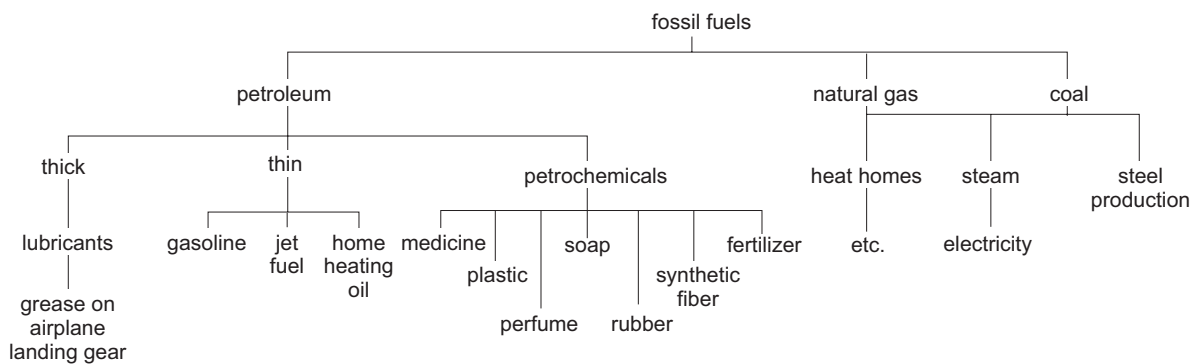 fossil fuels
petroleum
natural gas
coal
thick
thin
petrochemicals
heat homes
steam
steel
production
lubricants
gasoline
jet
fuel
home
heating
oil
medicine
plastic
perfume
soap
rubber
synthetic
fiber
fertilizer
etc.
electricity
grease on
airplane
landing gear